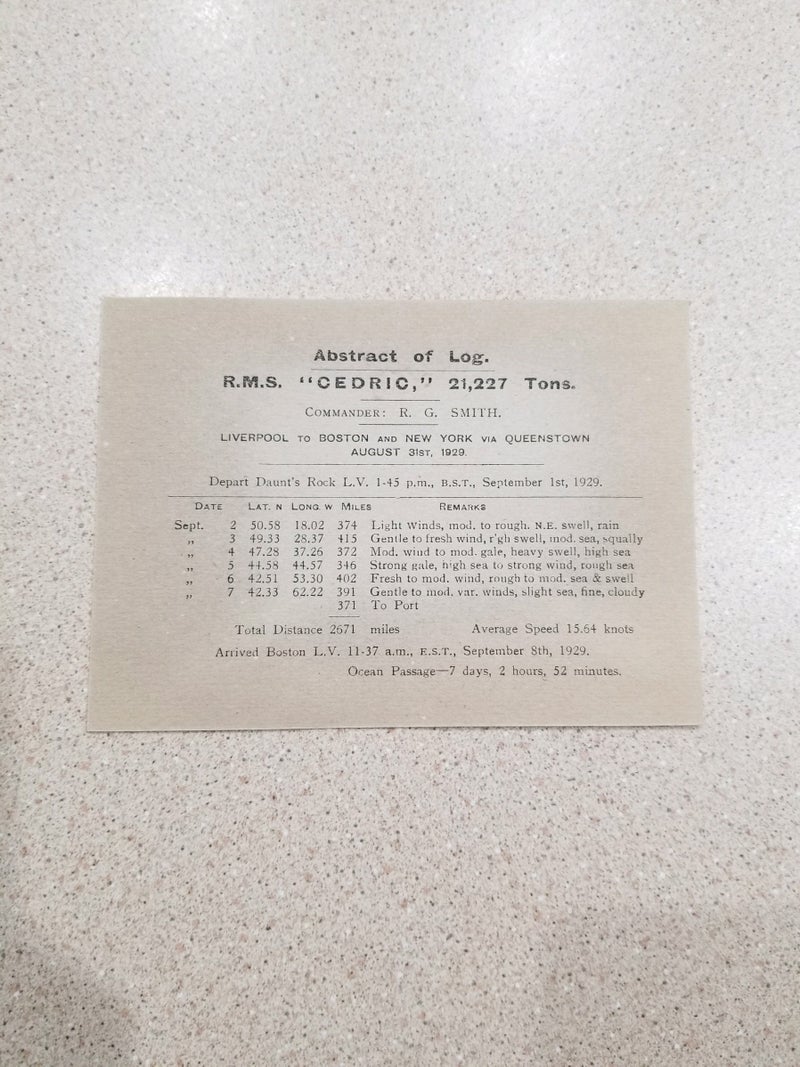 Abstract of Log.
R.M.S. "CEDRIC," 21,227 Tons.
COMMANDER: R. G. SMITH.
LIVERPOOL TO BOSTON AND NEW YORK VIA QUEENSTOWN
AUGUST 31ST, 1929.
Depart Daunt's Rock L.V. 1-45 p.m., B.S.T., September 1st, 1929.
DATE LAT. N LONG. W MILES REMARKS
Sept. 2 50.58 18.02 374 Light Winds, mod. to rough. N.E. swell, rain
„ 3 49.33 28.37 415 Gentle to fresh wind, r'gh swell, mod. sea, squally
„ 4 47.28 37.26 372 Mod. wind to mod. gale, heavy swell, high sea
„ 5 44.58 44.57 346 Strong gale, high sea to strong wind, rough sea
„ 6 42.51 53.30 402 Fresh to mod. wind, rough to mod. sea & swell
„ 7 42.33 62.22 391 Gentle to mod. var. winds, slight sea, fine, cloudy
371 To Port
Total Distance 2671 miles Average Speed 15.64 knots
Arrived Boston L.V. 11-37 a.m., E.S.T., September 8th, 1929.
Ocean Passage—7 days, 2 hours, 52 minutes.